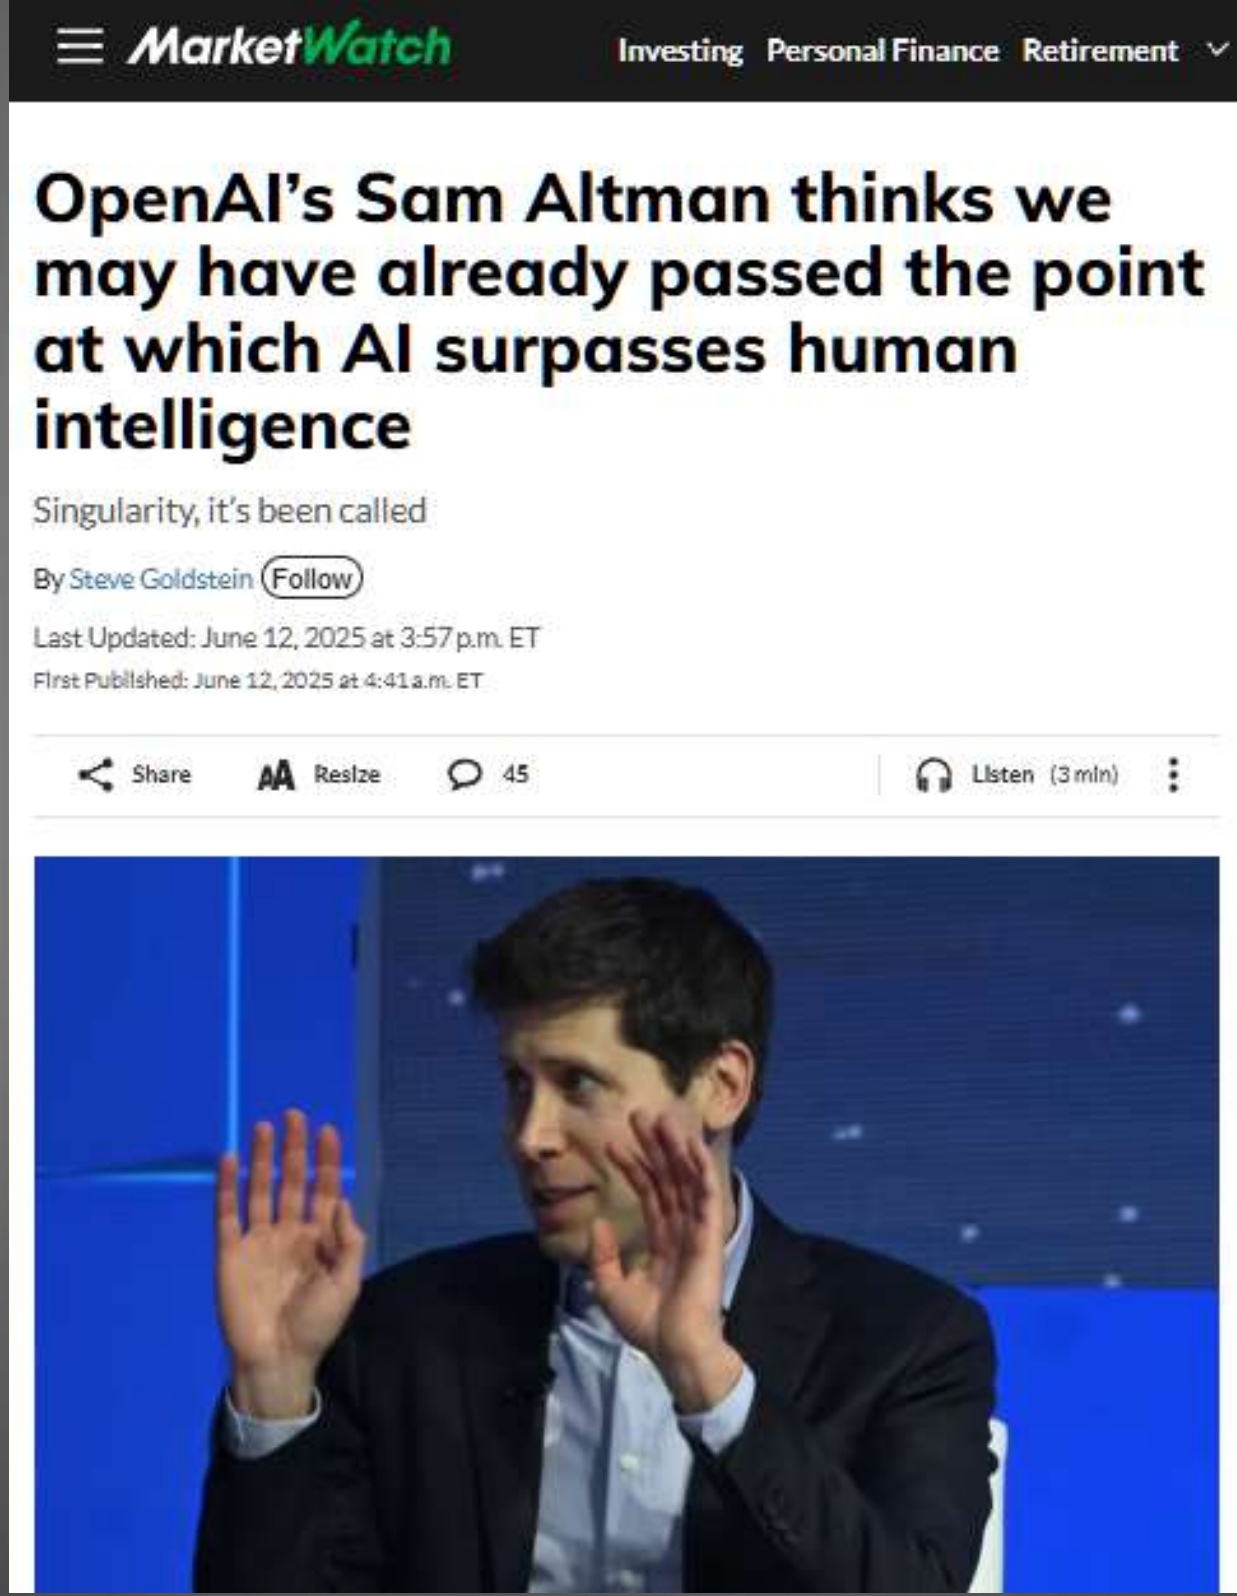 MarketWatch Investing Personal Finance Retirement
OpenAI's Sam Altman thinks we
may have already passed the point
at which AI surpasses human
intelligence
Singularity, it's been called
By Steve Goldstein Follow
Last Updated: June 12, 2025 at 3:57 p.m. ET
First Published: June 12, 2025 at 4:41 a.m. ET
Share AA Resize 45 Listen (3 min)